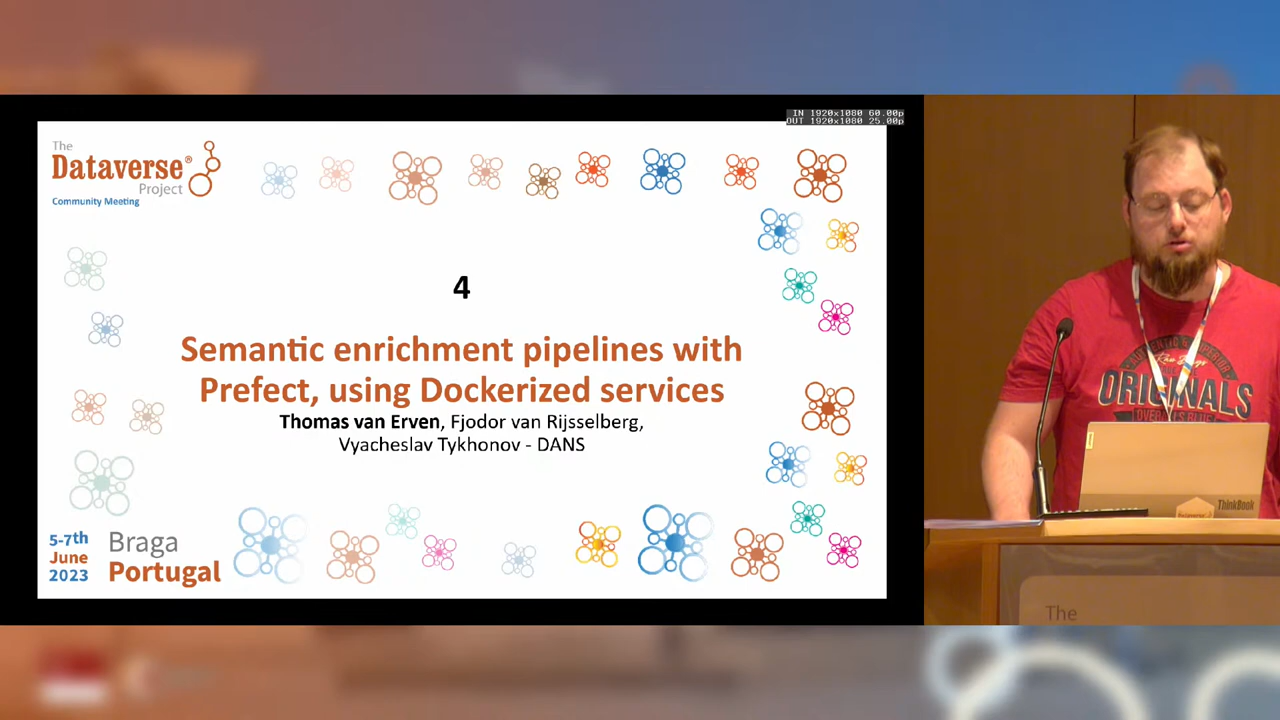 IN 1920x1080 60.00p
OUT 1920x1080 25.00p
The
Dataverse®
Project
Community Meeting
4
Semantic enrichment pipelines with
Prefect, using Dockerized services
Thomas van Erven, Fjodor van Rijsselberg,
Vyacheslav Tykhonov - DANS
5-7th
June
2023
Braga
Portugal
ORIGINALS
ThinkBook
The